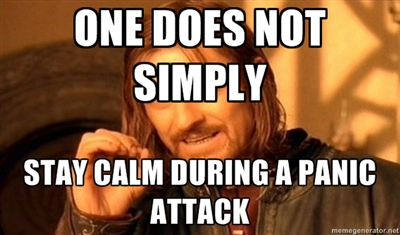 ONE DOES NOT
SIMPLY
STAY CALM DURING A PANIC
ATTACK
memegenerator.net